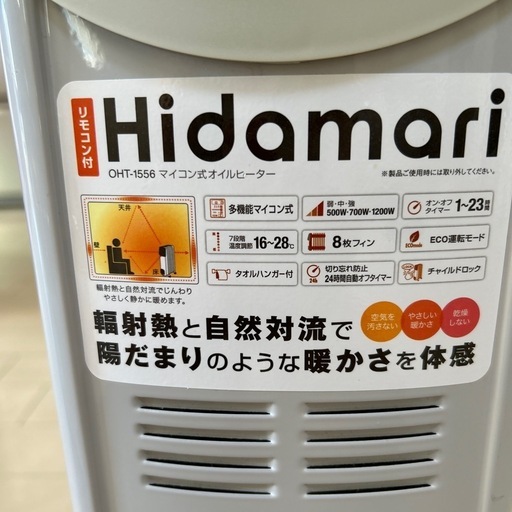 リモコン付
Hidamari
OHT-1556 マイコン式オイルヒーター
※製品ご使用時には取り外してください。
天井
壁
床
輻射熱と自然対流でじんわり
やさしく静かに暖めます。
多機能マイコン式
弱・中・強
500W・700W・1200W
オン・オフ
タイマー 1~23時間
7段階
温度調節 16~28℃
8枚フィン
ECOmode
ECO運転モード
タオルハンガー付
24h
切り忘れ防止
24時間自動オフタイマー
チャイルドロック
輻射熱と自然対流で
陽だまりのような暖かさを体感
空気を
汚さない
やさしい
暖かさ
乾燥
しない